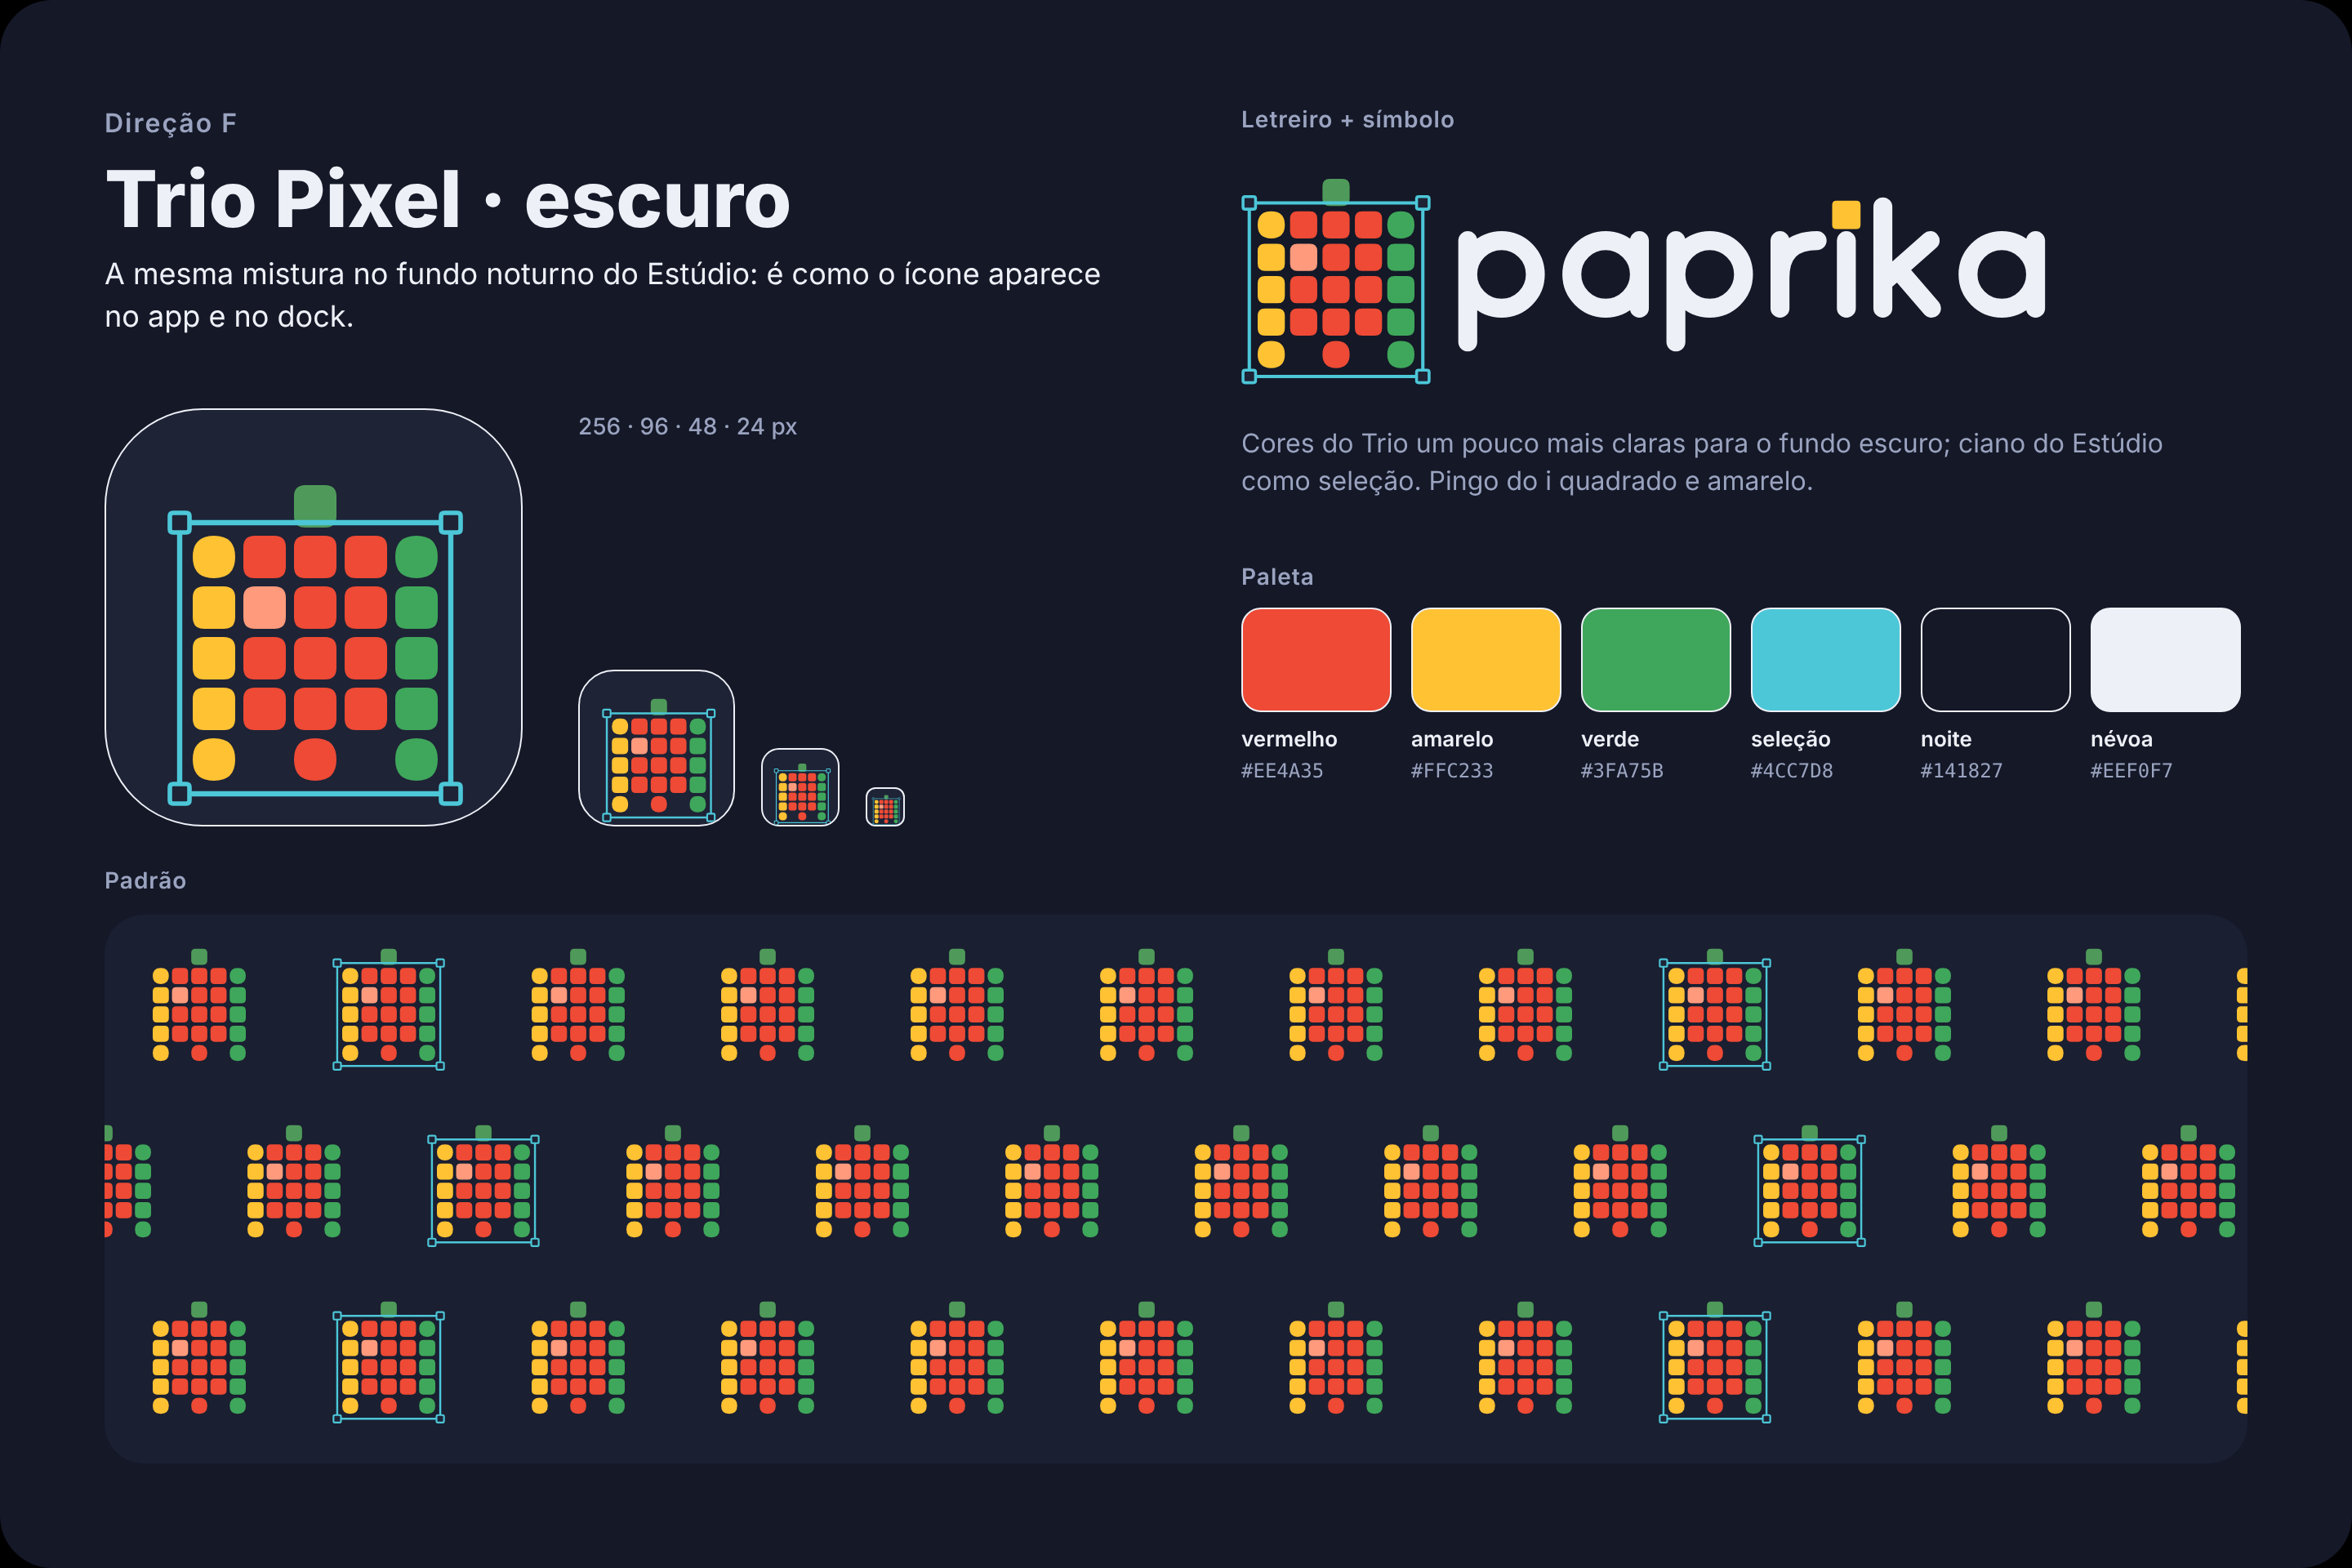 Direção F
Trio Pixel · escuro
A mesma mistura no fundo noturno do Estúdio: é como o ícone aparece
no app e no dock.
256 · 96 · 48 · 24 px
Letreiro + símbolo
paprika
Cores do Trio um pouco mais claras para o fundo escuro; ciano do Estúdio
como seleção. Pingo do i quadrado e amarelo.
Paleta
vermelho
#EE4A35
amarelo
#FFC233
verde
#3FA75B
seleção
#4CC7D8
noite
#141827
névoa
#EEF0F7
Padrão